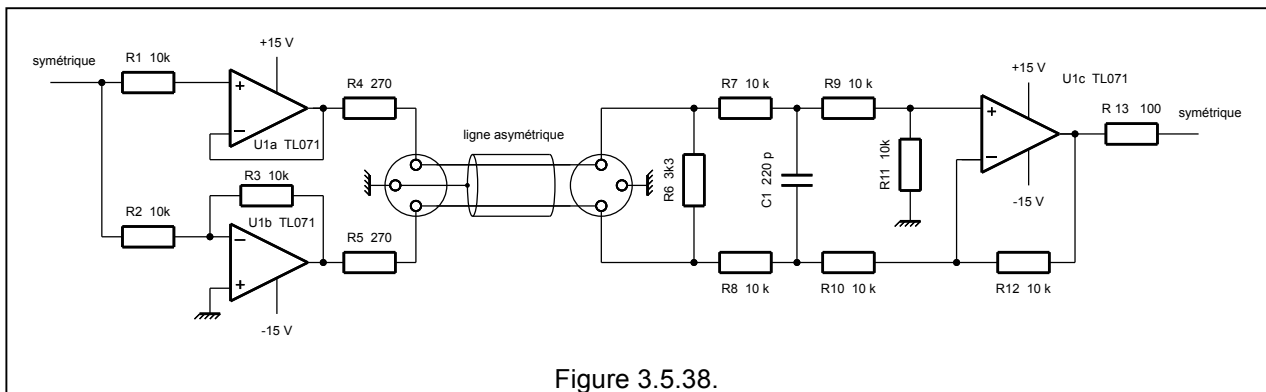 +15 V
symétrique
R1 10k
R4 270
U1a TL071
R3 10k
R2 10k
U1b TL071
R5 270
-15 V
ligne asymétrique
R6 3k3
R7 10 k
R9 10 k
C1 220 p
R11 10k
R8 10 k
R10 10 k
+15 V
U1c TL071
R 13 100
symétrique
-15 V
R12 10 k
Figure 3.5.38.